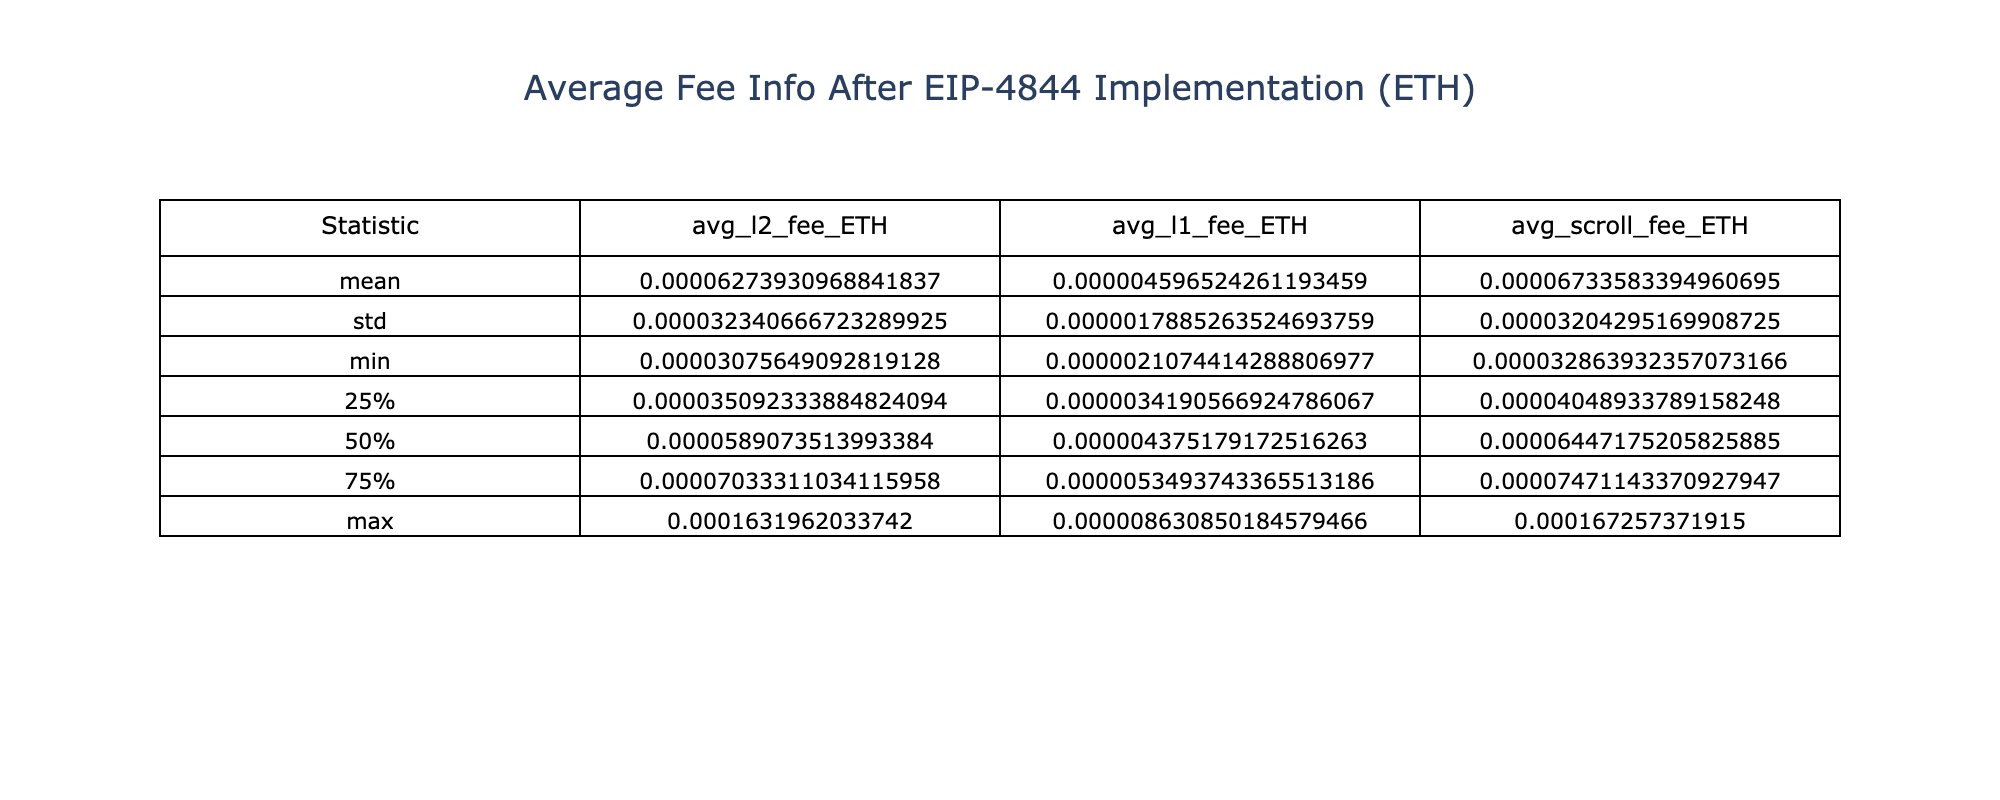 Average Fee Info After EIP-4844 Implementation (ETH)
Statistic avg_l2_fee_ETH avg_l1_fee_ETH avg_scroll_fee_ETH
mean 0.00006273930968841837 0.000004596524261193459 0.00006733583394960695
std 0.000032340666723289925 0.0000017885263524693759 0.00003204295169908725
min 0.00003075649092819128 0.0000021074414288806977 0.000032863932357073166
25% 0.000035092333884824094 0.0000034190566924786067 0.00004048933789158248
50% 0.00005890735139933​84 0.000004375179172516263 0.00006447175205825885
75% 0.00007033311034115958 0.0000053493743365513186 0.00007471143370927947
max 0.0001631962033742 0.000008630850184579466 0.000167257371915